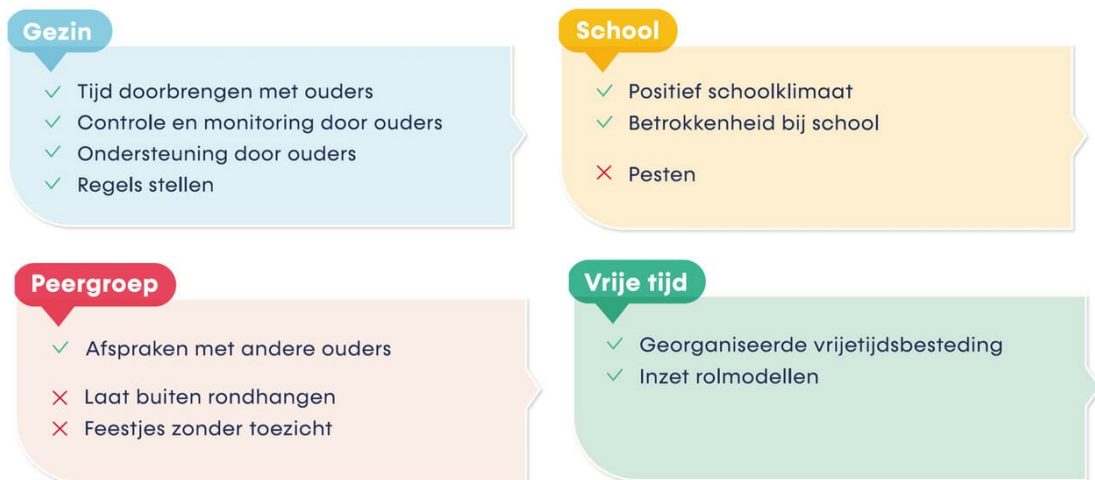 Gezin
Tijd doorbrengen met ouders
Controle en monitoring door ouders
Ondersteuning door ouders
Regels stellen
School
Positief schoolklimaat
Betrokkenheid bij school
Pesten
Peergroep
Afspraken met andere ouders
Laat buiten rondhangen
Feestjes zonder toezicht
Vrije tijd
Georganiseerde vrijetijdsbesteding
Inzet rolmodellen